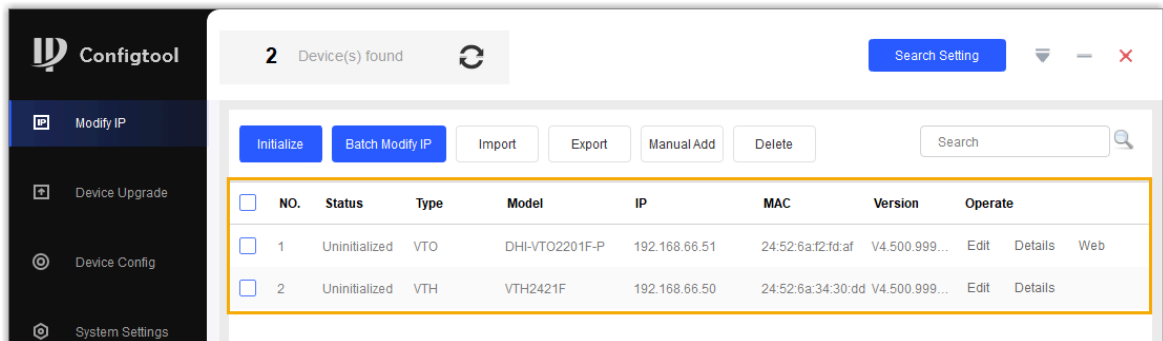 Configtool
2 Device(s) found
Search Setting
Modify IP
Device Upgrade
Device Config
System Settings
Initialize Batch Modify IP Import Export Manual Add Delete Search
NO. Status Type Model IP MAC Version Operate
1 Uninitialized VTO DHI-VTO2201F-P 192.168.66.51 24:52:6a:f2:fd:af V4.500.999... Edit Details Web
2 Uninitialized VTH VTH2421F 192.168.66.50 24:52:6a:34:30:dd V4.500.999... Edit Details